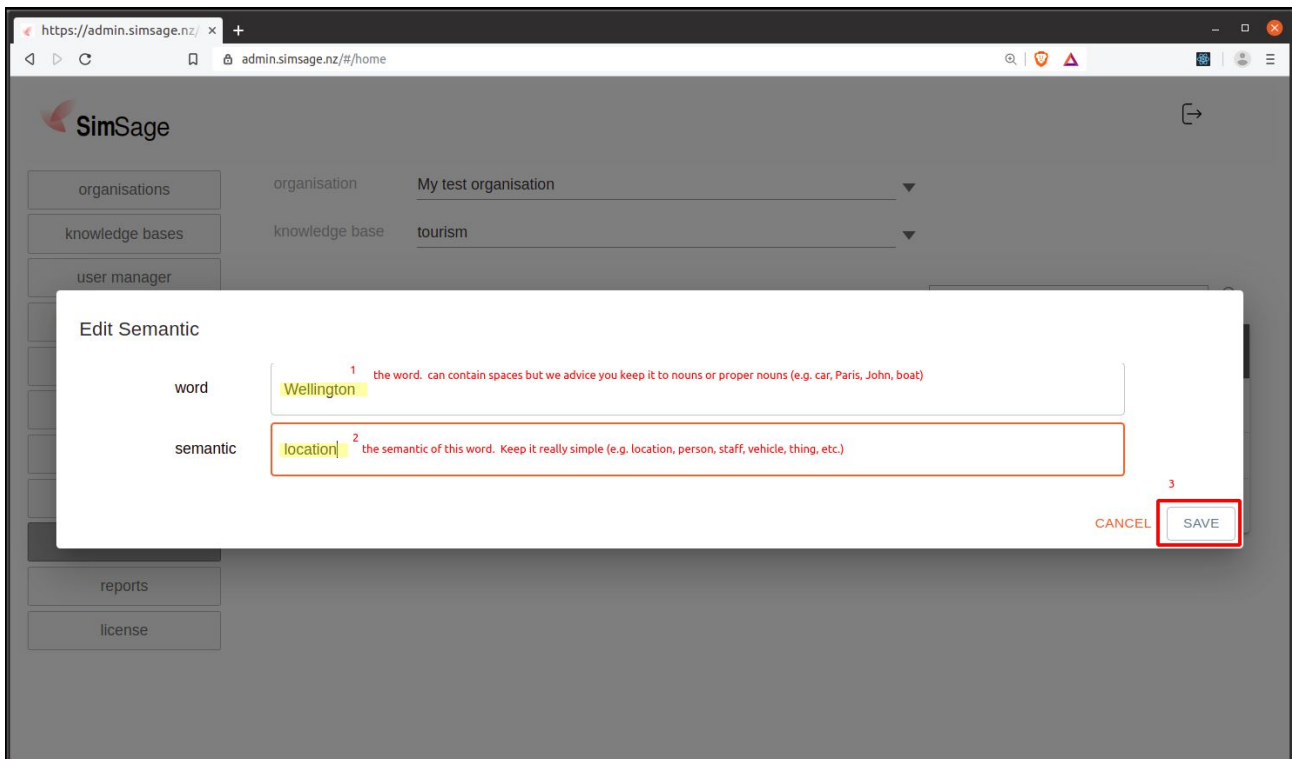 https://admin.simsage.nz/
admin.simsage.nz/#/home
SimSage
organisations
organisation
My test organisation
knowledge bases
knowledge base
tourism
user manager
Edit Semantic
word
1
the word. can contain spaces but we advice you keep it to nouns or proper nouns (e.g. car, Paris, John, boat)
Wellington
semantic
location
2
the semantic of this word. Keep it really simple (e.g. location, person, staff, vehicle, thing, etc.)
3
CANCEL
SAVE
reports
license